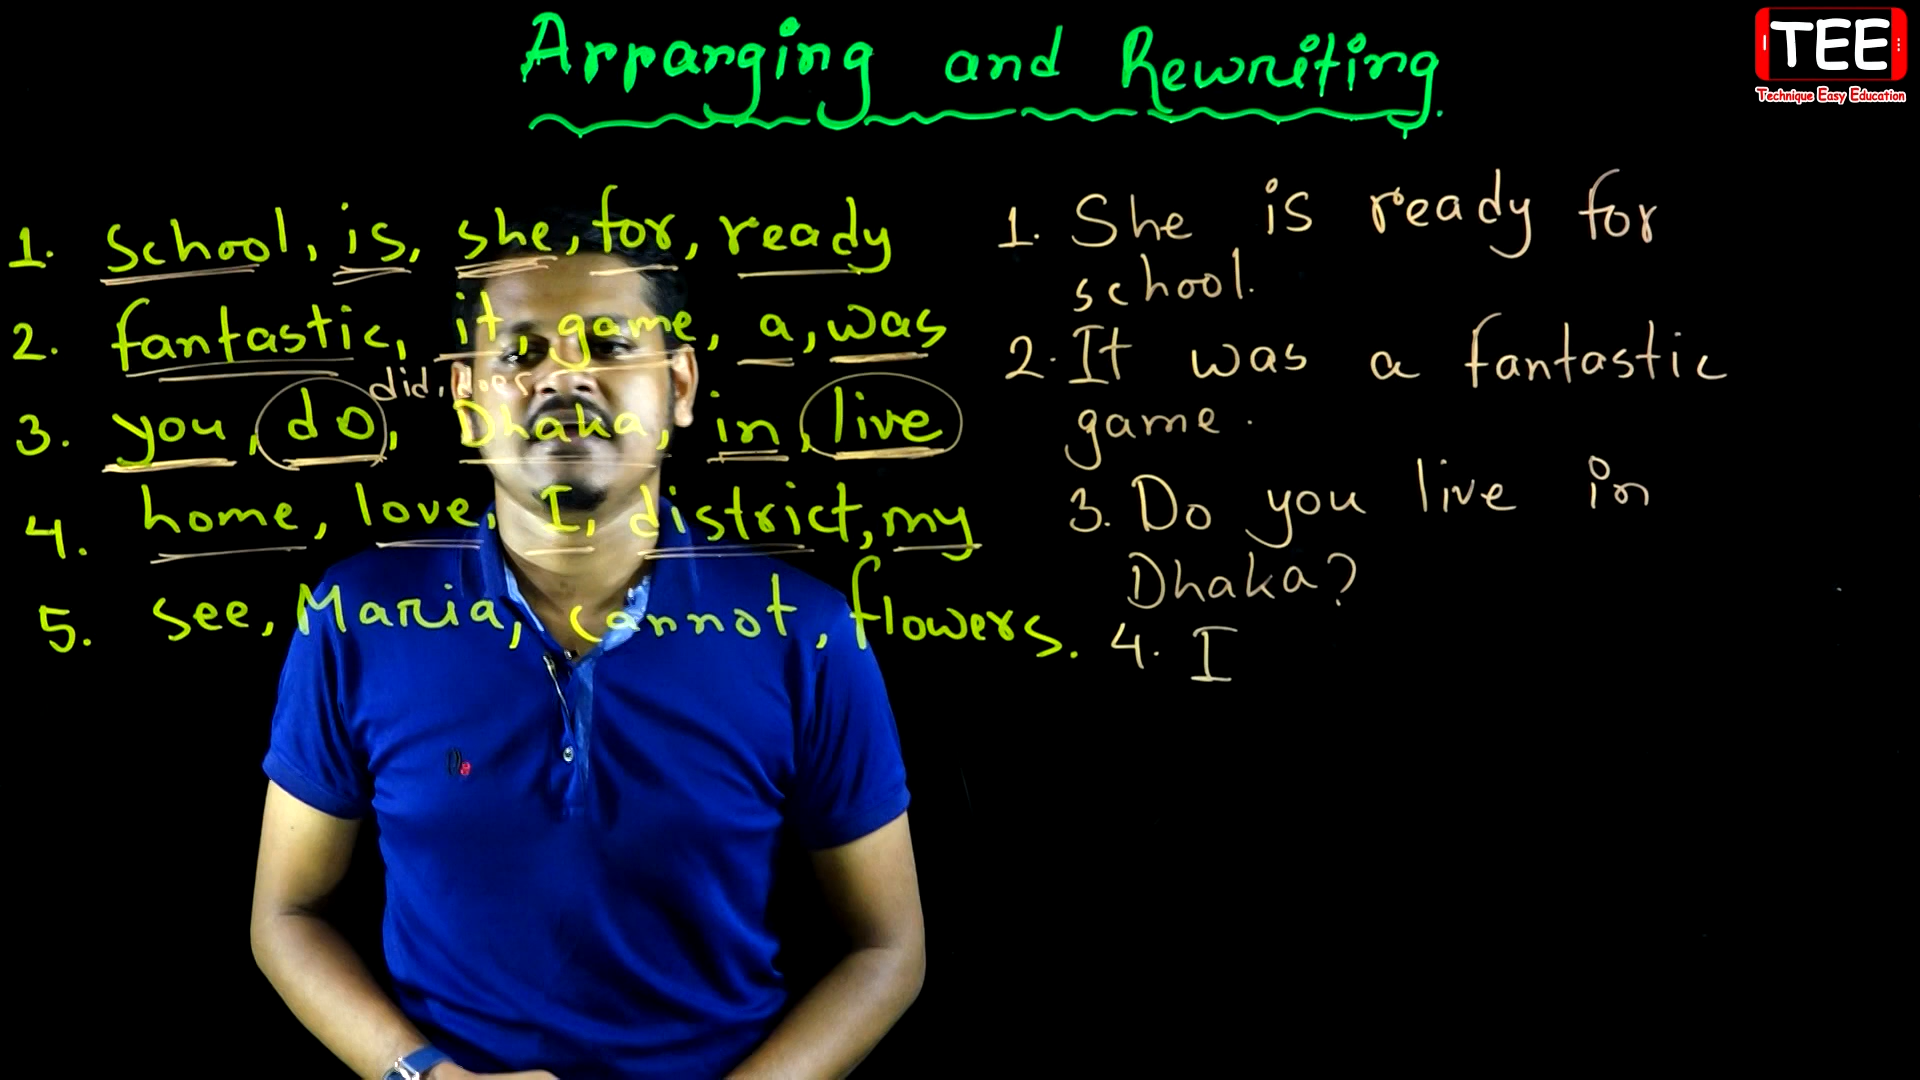 Arranging and Rewriting
TEE
Technique Easy Education
1. School, is, she, for, ready
2. fantastic, it, game, a, was
did, does
3. you, do, Dhaka, in, live
4. home, love, I, district, my
5. see, Maria, cannot, flowers.
1. She is ready for
school.
2. It was a fantastic
game.
3. Do you live in
Dhaka?
4. I